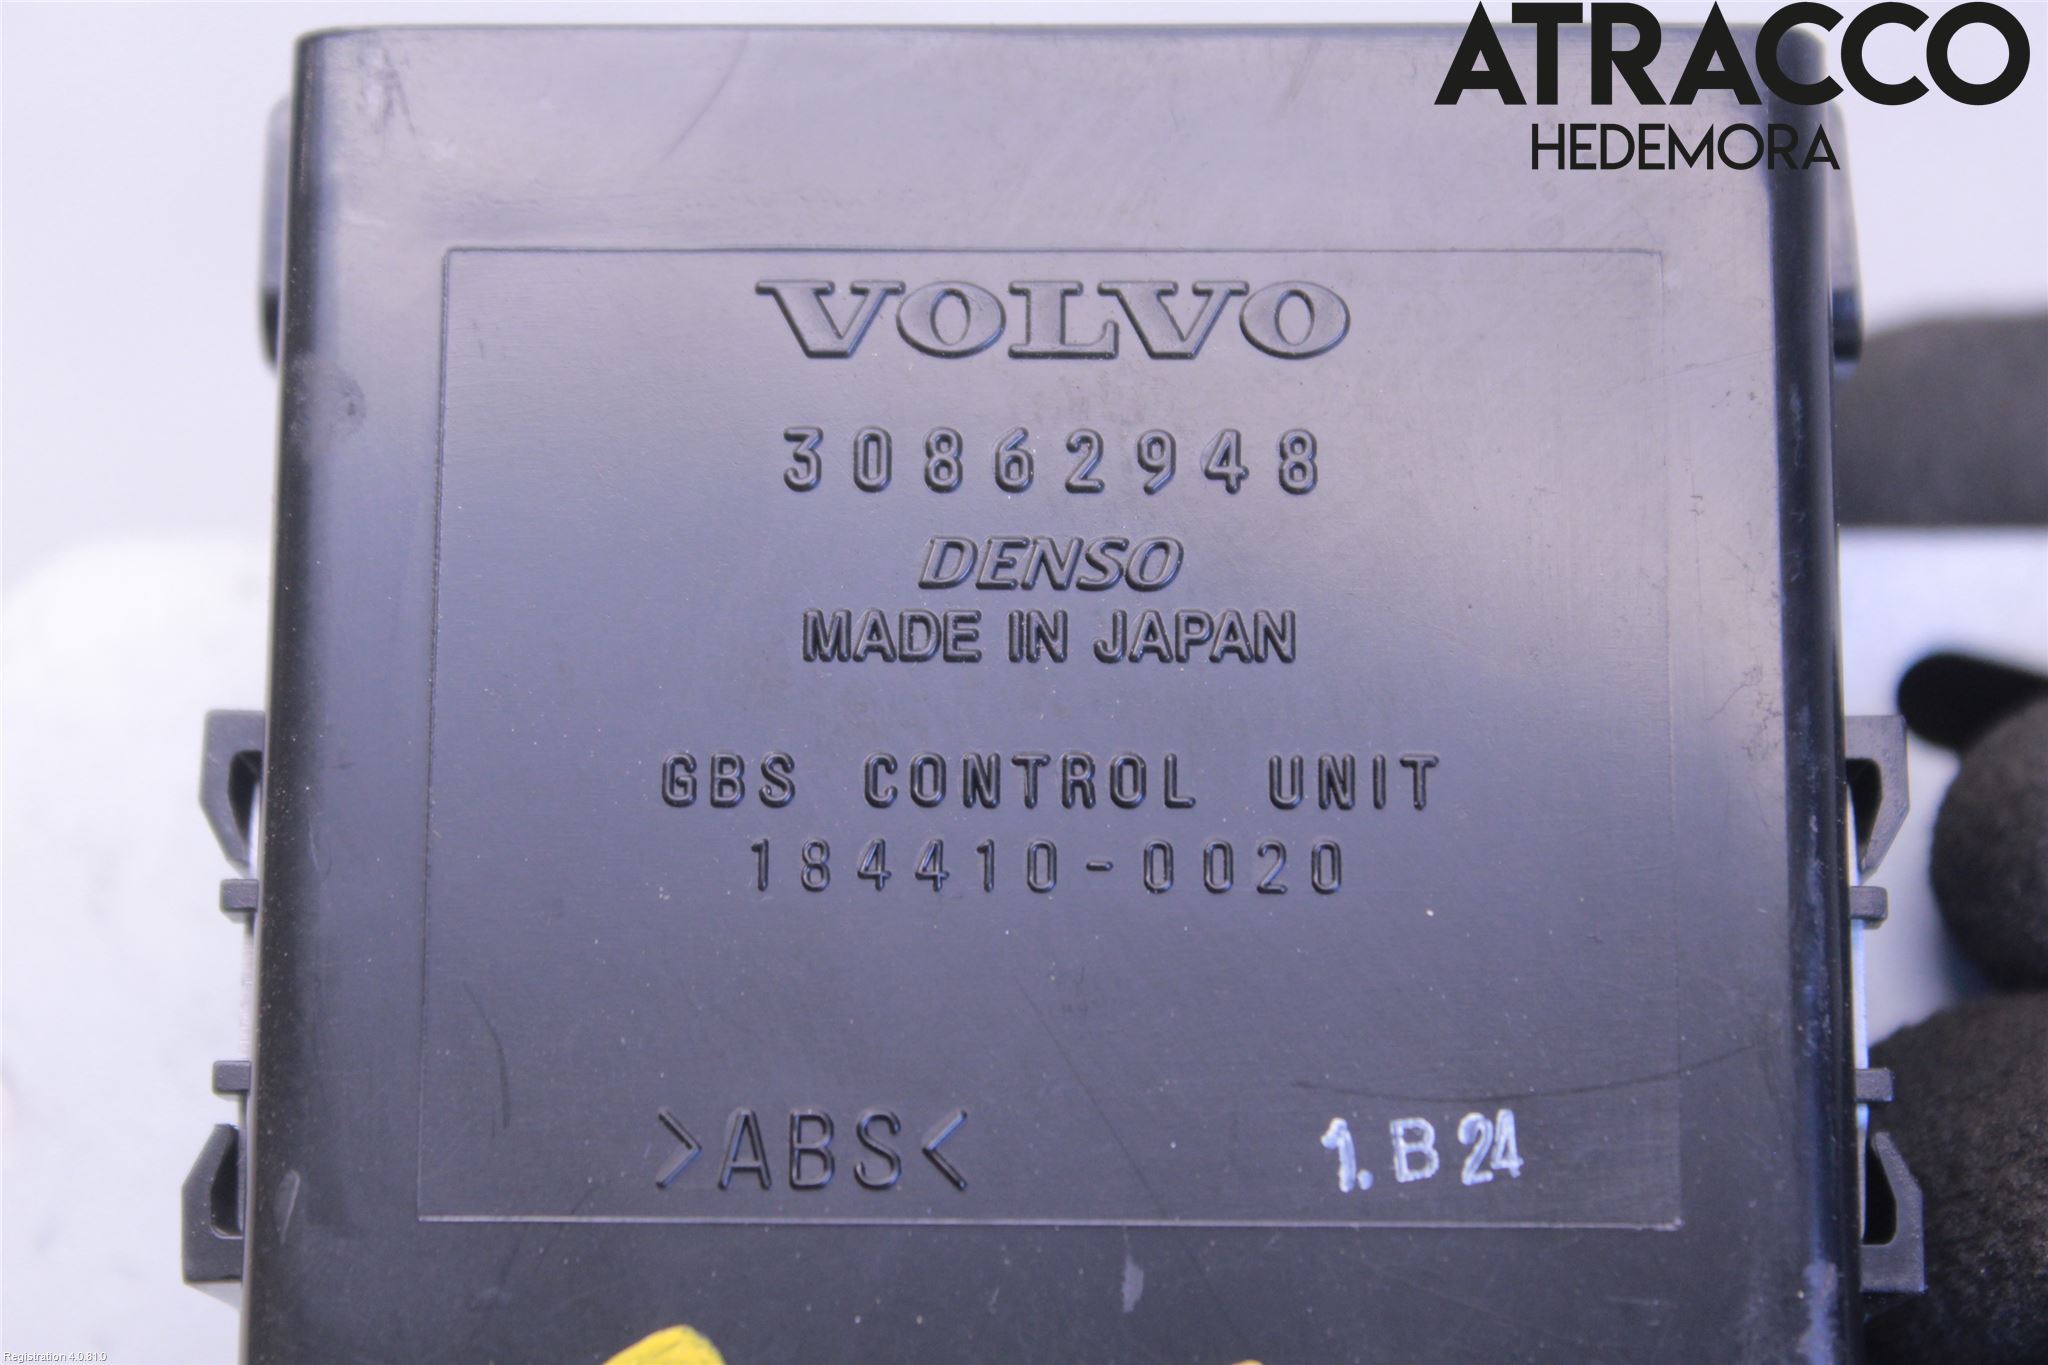 ATRACCO
HEDEMORA
VOLVO
30862948
DENSO
MADE IN JAPAN
GBS CONTROL UNIT
184410-0020
>ABS<
1.B24
Registration 4.0.81.0